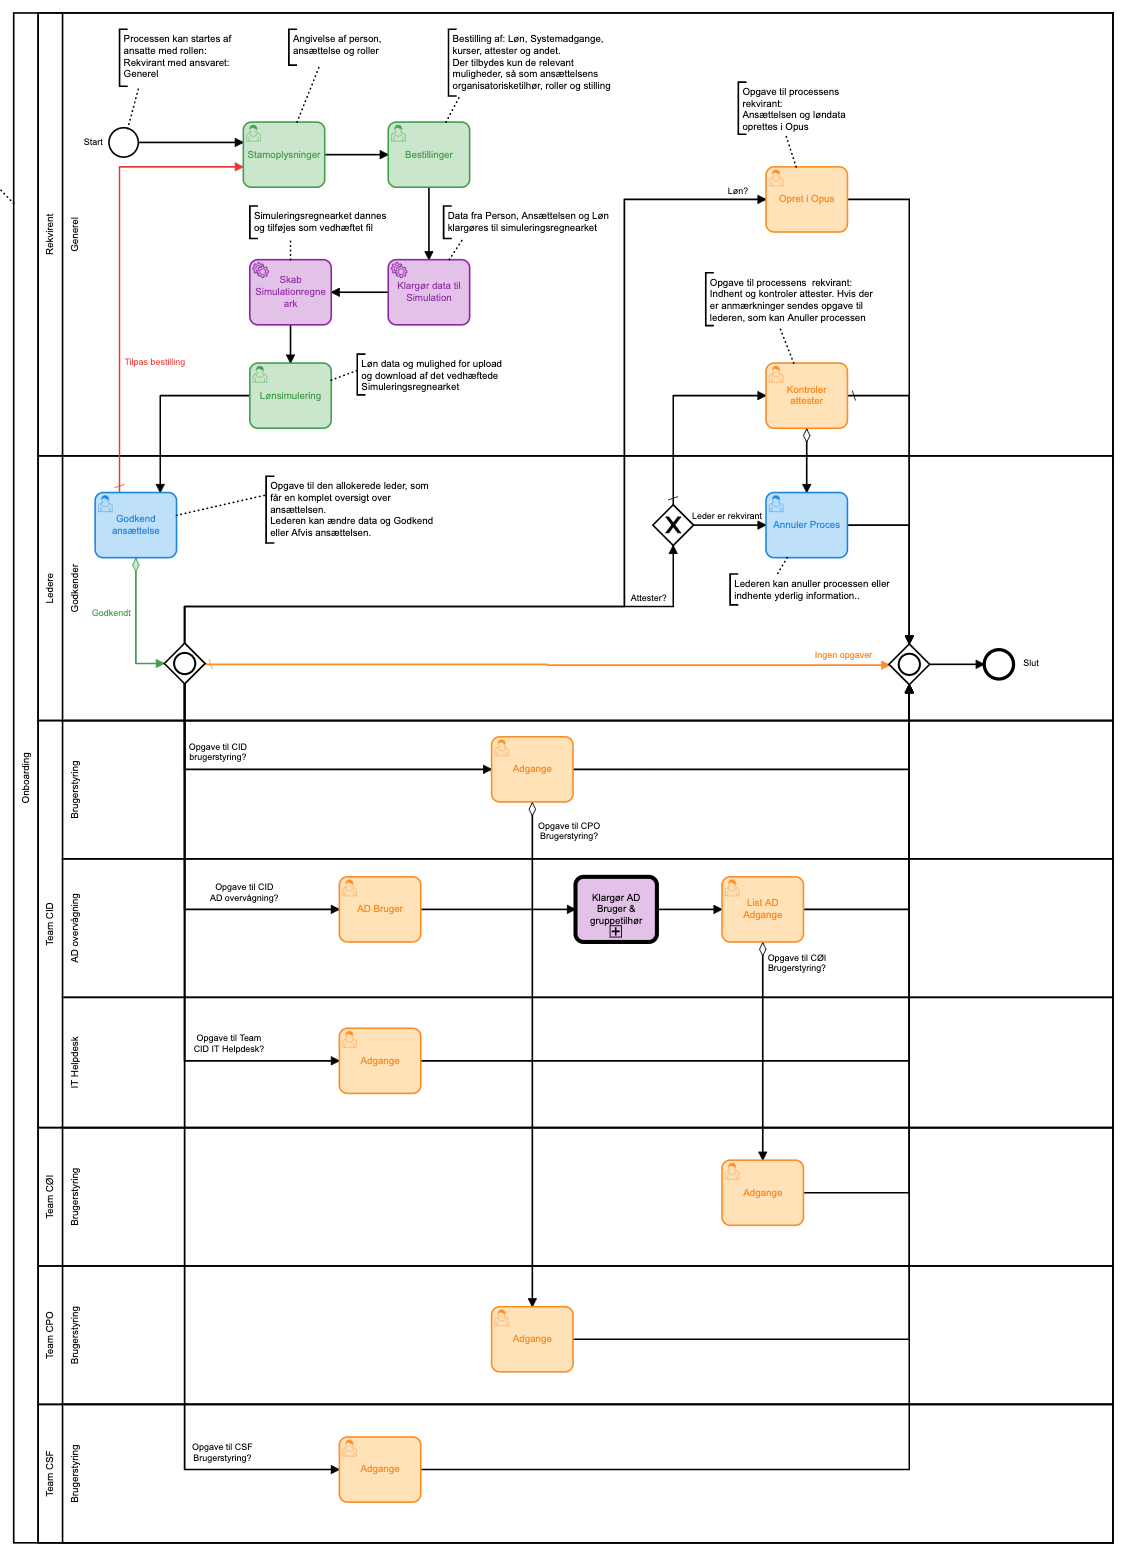 Onboarding
Rekvirent
Generel
Processen kan startes af
ansatte med rollen:
Rekvirant med ansvaret:
Generel
Angivelse af person,
ansættelse og roller
Bestilling af: Løn, Systemadgange,
kurser, attester og andet.
Der tilbydes kun de relevant
muligheder, så som ansættelsens
organisatorisketilhør, roller og stilling
Opgave til processens
rekvirant:
Ansættelsen og løndata
oprettes i Opus
Start
Stamoplysninger
Bestillinger
Løn?
Opret i Opus
Simuleringsregnearket dannes
og tilføjes som vedhæftet fil
Data fra Person, Ansættelsen og Løn
klargøres til simuleringsregnearket
Skab
Simulationregne
ark
Klargør data til
Simulation
Opgave til processens  rekvirant:
Indhent og kontroler attester. Hvis der
er anmærkninger sendes opgave til
lederen, som kan Anuller processen
Tilpas bestilling
Løn data og mulighed for upload
og download af det vedhæftede
Simuleringsregnearket
Lønsimulering
Kontroler
attester
Ledere
Godkender
Opgave til den allokerede leder, som
får en komplet oversigt over
ansættelsen.
Lederen kan ændre data og Godkend
eller Afvis ansættelsen.
Godkend
ansættelse
Leder er rekvirant
Annuler Proces
Lederen kan anuller processen eller
indhente yderlig information..
Attester?
Godkendt
Ingen opgaver
Slut
Brugerstyring
Opgave til CID
brugerstyring?
Adgange
Opgave til CPO
Brugerstyring?
Team CID
AD overvågning
Opgave til CID
AD overvågning?
AD Bruger
Klargør AD
Bruger &
gruppetilhør
List AD
Adgange
Opgave til CØI
Brugerstyring?
IT Helpdesk
Opgave til Team
CID IT Helpdesk?
Adgange
Team CØI
Brugerstyring
Adgange
Team CPO
Brugerstyring
Adgange
Team CSF
Brugerstyring
Opgave til CSF
Brugerstyring?
Adgange